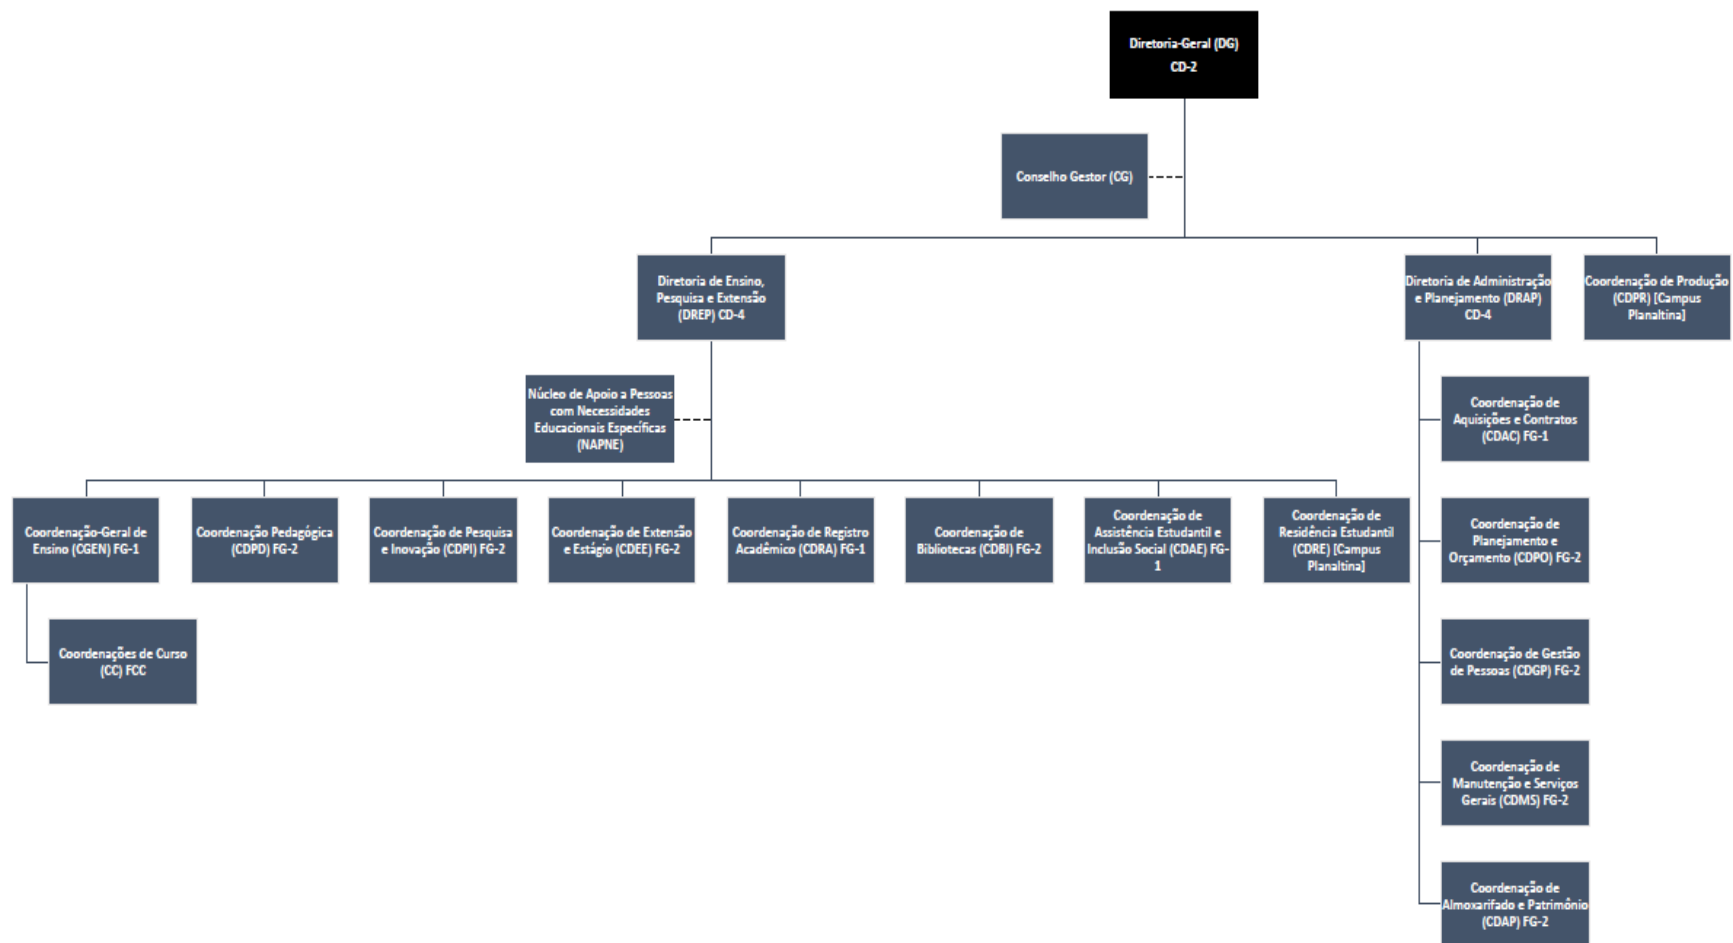 Diretoria-Geral (DG)
CD-2
Conselho Gestor (CG)
Diretoria de Ensino,
Pesquisa e Extensão
(DREP) CD-4
Diretoria de Administração
e Planejamento (DRAP)
CD-4
Coordenação de Produção
(CDPR) [Campus
Planaltina]
Núcleo de Apoio a Pessoas
com Necessidades
Educacionais Específicas
(NAPNE)
Coordenação-Geral de
Ensino (CGEN) FG-1
Coordenação Pedagógica
(CDPD) FG-2
Coordenação de Pesquisa
e Inovação (CDPI) FG-2
Coordenação de Extensão
e Estágio (CDEE) FG-2
Coordenação de Registro
Acadêmico (CDRA) FG-1
Coordenação de
Bibliotecas (CDBI) FG-2
Coordenação de
Assistência Estudantil e
Inclusão Social (CDAE) FG-
1
Coordenação de
Residência Estudantil
(CDRE) [Campus
Planaltina]
Coordenações de Curso
(CC) FCC
Coordenação de
Aquisições e Contratos
(CDAC) FG-1
Coordenação de
Planejamento e
Orçamento (CDPO) FG-2
Coordenação de Gestão
de Pessoas (CDGP) FG-2
Coordenação de
Manutenção e Serviços
Gerais (CDMS) FG-2
Coordenação de
Almoxarifado e Patrimônio
(CDAP) FG-2